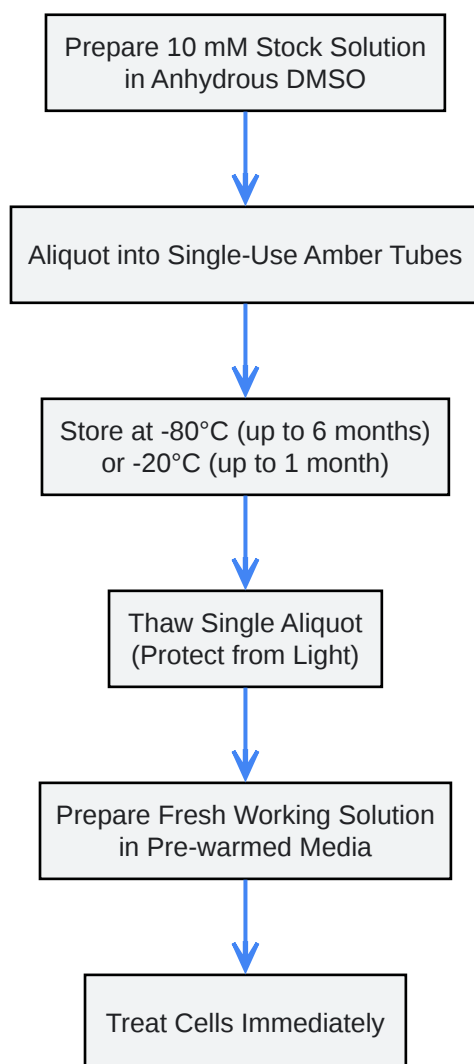 Prepare 10 mM Stock Solution
in Anhydrous DMSO
Aliquot into Single-Use Amber Tubes
Store at -80°C (up to 6 months)
or -20°C (up to 1 month)
Thaw Single Aliquot
(Protect from Light)
Prepare Fresh Working Solution
in Pre-warmed Media
Treat Cells Immediately